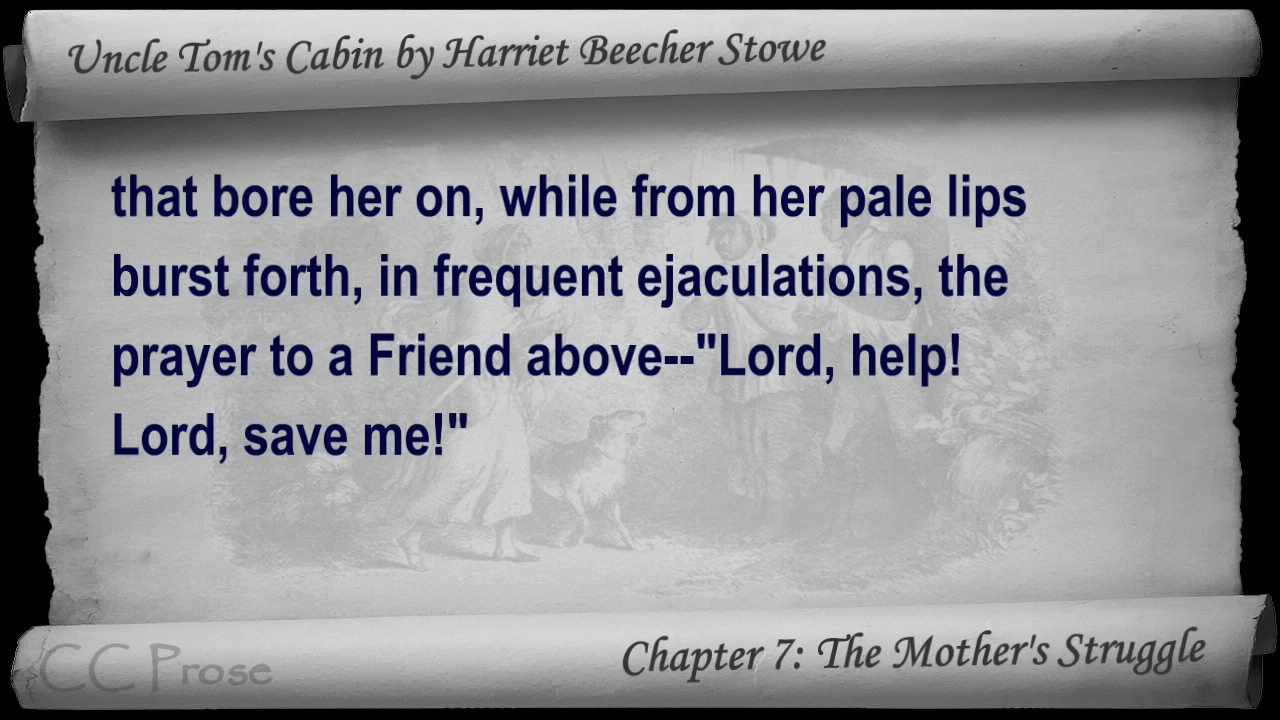 Uncle Tom's Cabin by Harriet Beecher Stowe
that bore her on, while from her pale lips
burst forth, in frequent ejaculations, the
prayer to a Friend above--"Lord, help!
Lord, save me!"
CC Prose
Chapter 7: The Mother's Struggle